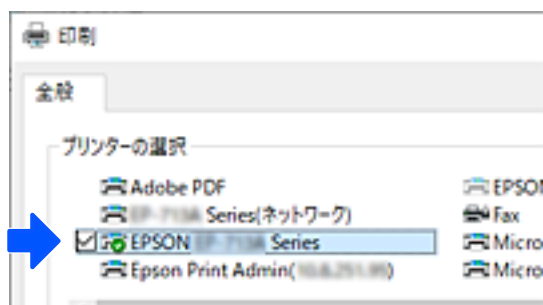 印刷
全般
プリンターの選択
Adobe PDF
EPSON
Series(ネットワーク)
Fax
EPSON Series
Micro
Epson Print Admin( )
Micro